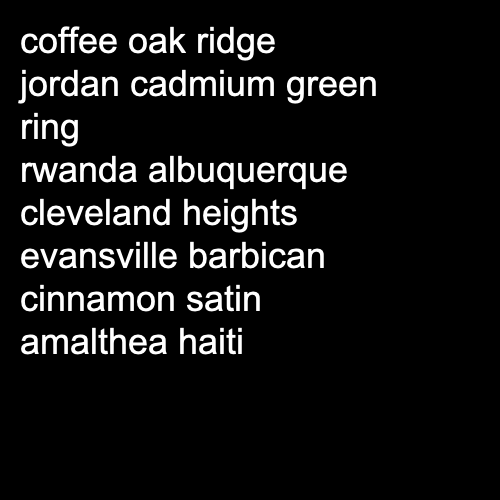 coffee oak ridge
jordan cadmium green
ring
rwanda albuquerque
cleveland heights
evansville barbican
cinnamon satin
amalthea haiti